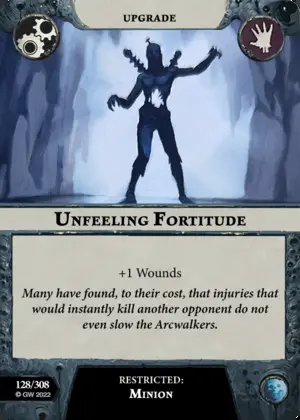 UPGRADE
UNFEELING FORTITUDE
+1 Wounds
Many have found, to their cost, that injuries that
would instantly kill another opponent do not
even slow the Arcwalkers.
128/308
© GW 2022
RESTRICTED:
MINION